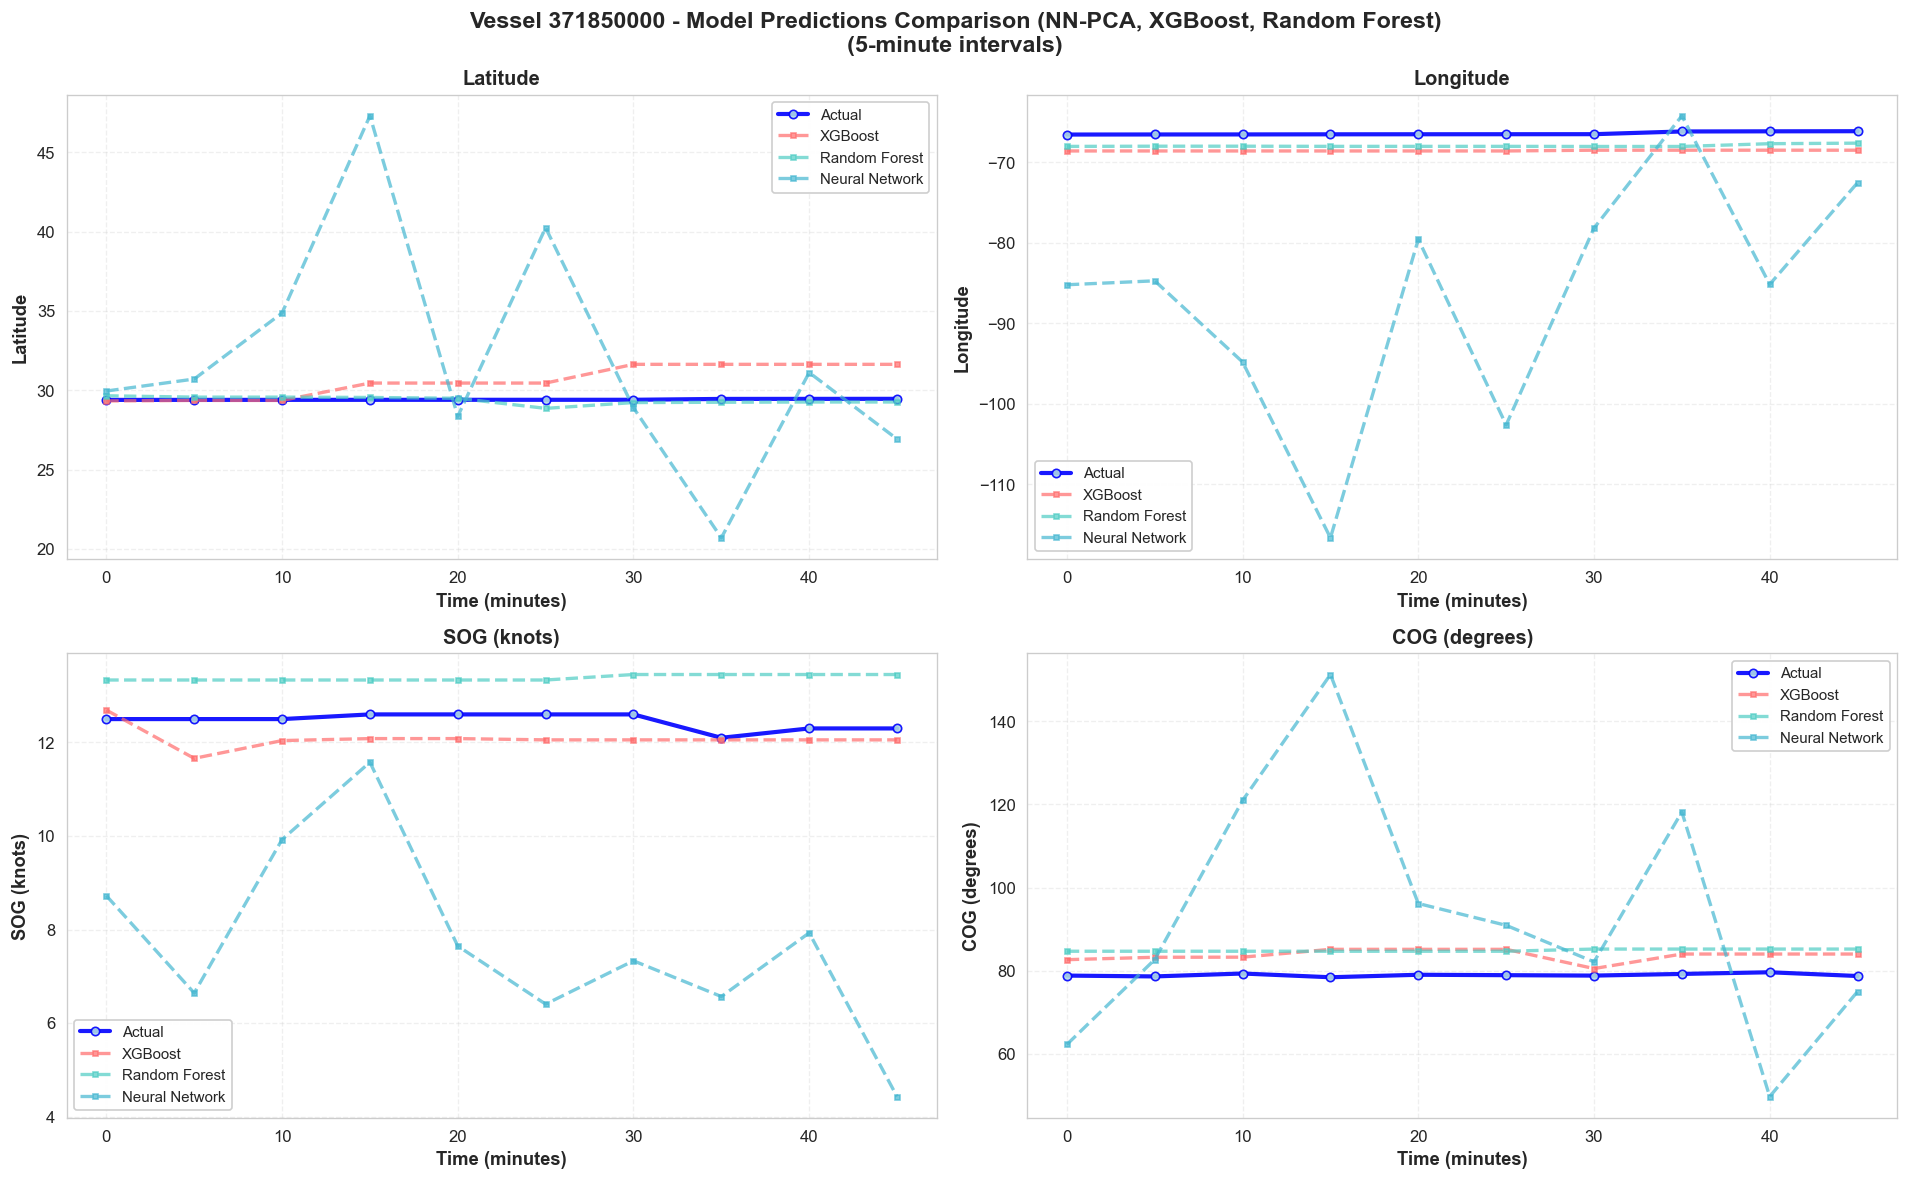 Vessel 371850000 - Model Predictions Comparison (NN-PCA, XGBoost, Random Forest)
(5-minute intervals)
Latitude
Latitude
45
40
35
30
25
20
0
10
20
30
40
Time (minutes)
Actual
XGBoost
Random Forest
Neural Network
Longitude
Longitude
−70
−80
−90
−100
−110
0
10
20
30
40
Time (minutes)
Actual
XGBoost
Random Forest
Neural Network
SOG (knots)
SOG (knots)
12
10
8
6
4
0
10
20
30
40
Time (minutes)
Actual
XGBoost
Random Forest
Neural Network
COG (degrees)
COG (degrees)
140
120
100
80
60
0
10
20
30
40
Time (minutes)
Actual
XGBoost
Random Forest
Neural Network